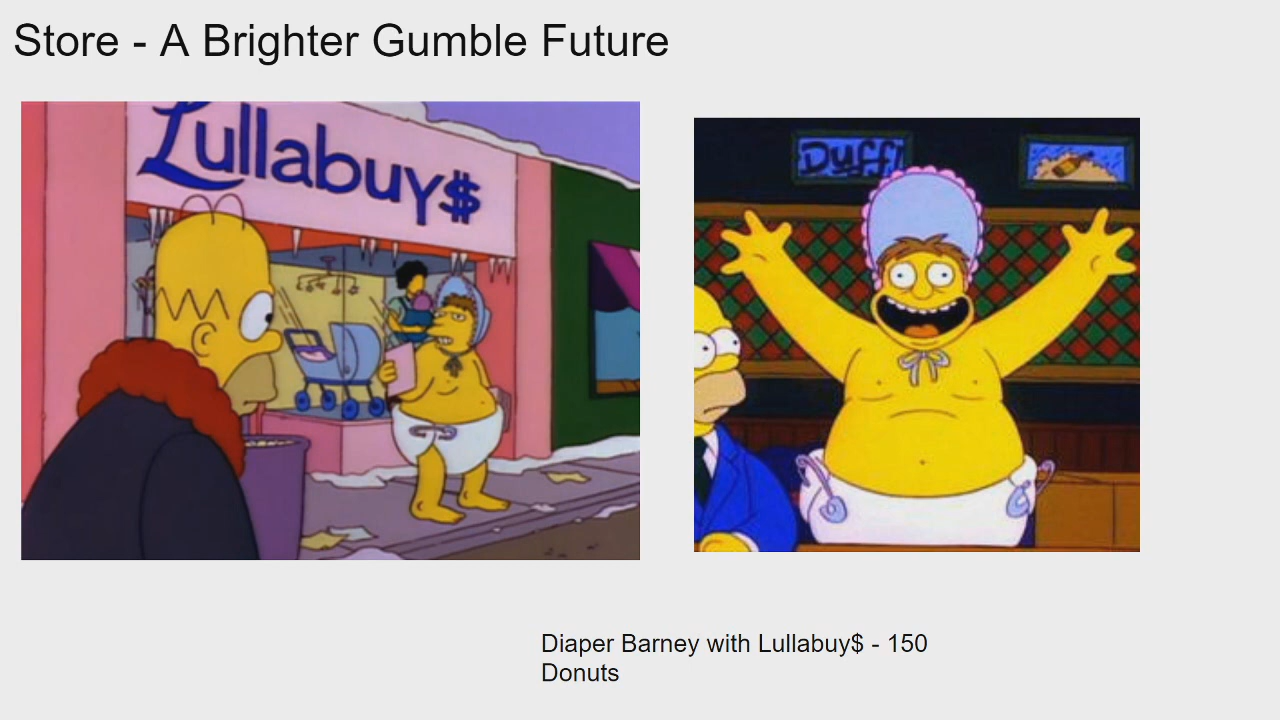 Store - A Brighter Gumble Future
Lullabuy$
Duff
Diaper Barney with Lullabuy$ - 150
Donuts